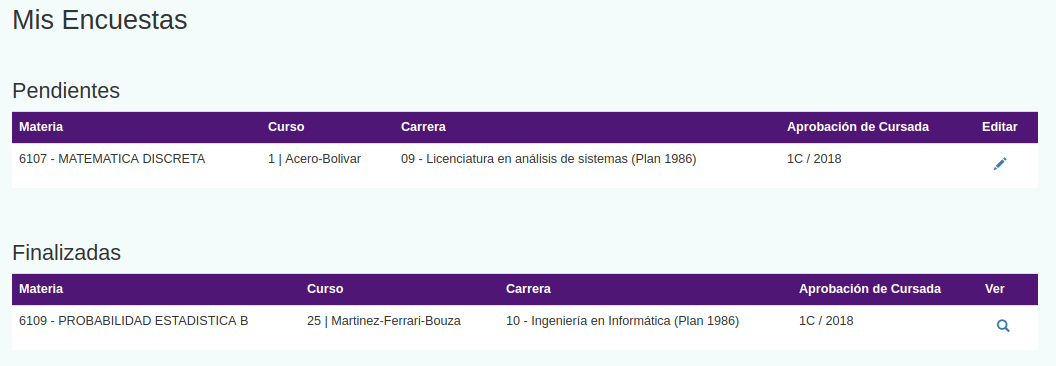 Mis Encuestas
Pendientes
Materia Curso Carrera Aprobación de Cursada Editar
6107 - MATEMATICA DISCRETA 1 | Acero-Bolivar 09 - Licenciatura en análisis de sistemas (Plan 1986) 1C / 2018
Finalizadas
Materia Curso Carrera Aprobación de Cursada Ver
6109 - PROBABILIDAD ESTADISTICA B 25 | Martinez-Ferrari-Bouza 10 - Ingeniería en Informática (Plan 1986) 1C / 2018